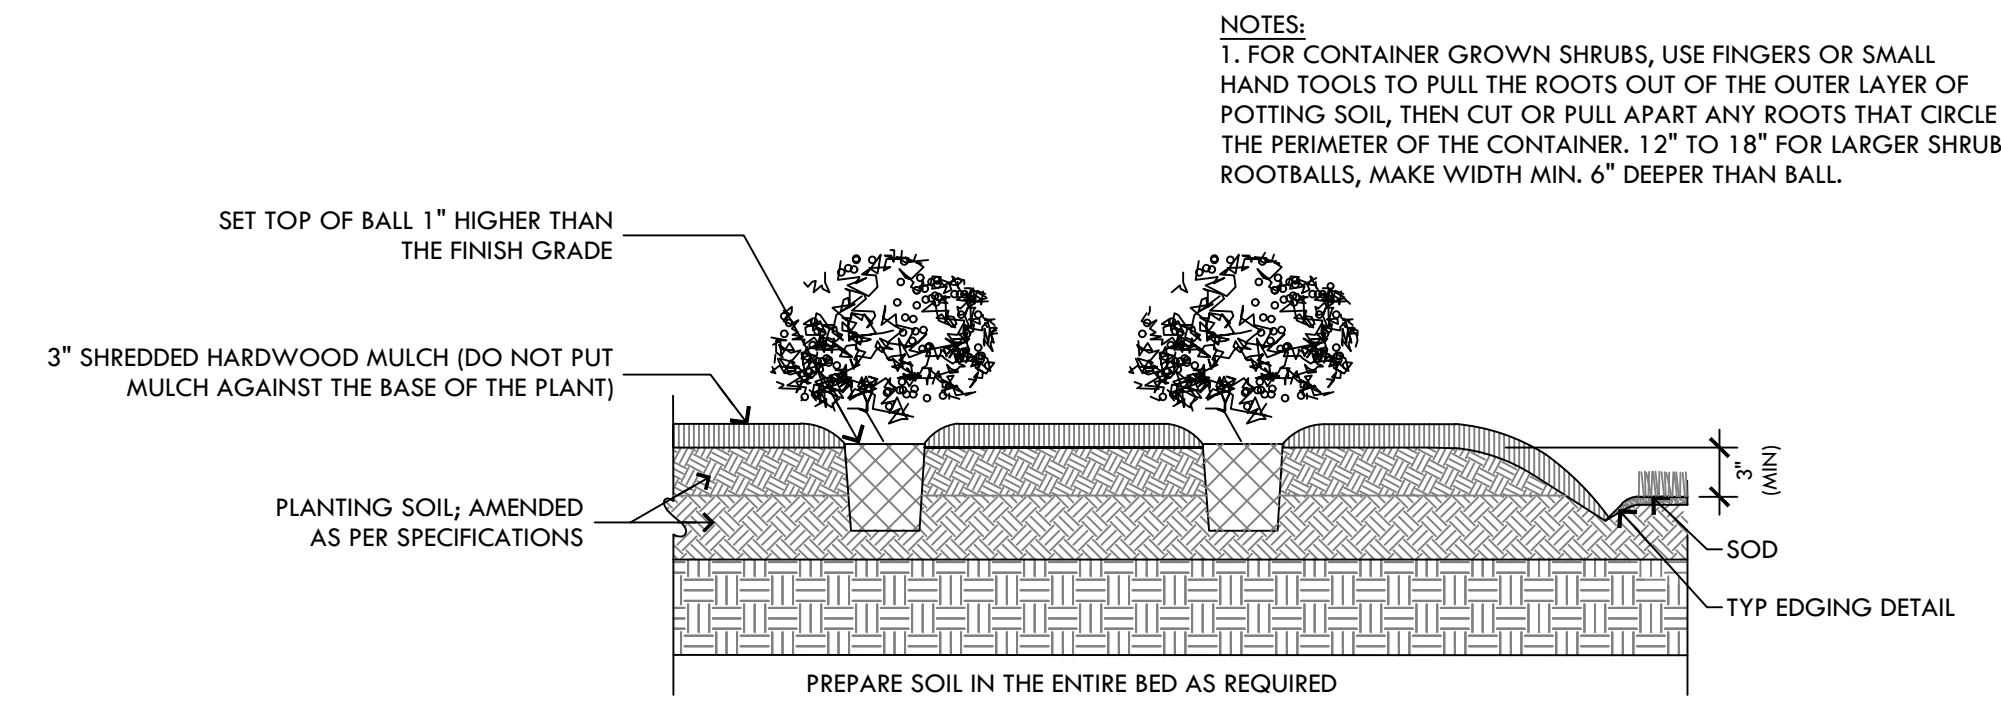 NOTES:
1. FOR CONTAINER GROWN SHRUBS, USE FINGERS OR SMALL
HAND TOOLS TO PULL THE ROOTS OUT OF THE OUTER LAYER OF
POTTING SOIL, THEN CUT OR PULL APART ANY ROOTS THAT CIRCLE
THE PERIMETER OF THE CONTAINER. 12" TO 18" FOR LARGER SHRUB
ROOTBALLS, MAKE WIDTH MIN. 6" DEEPER THAN BALL.
SET TOP OF BALL 1" HIGHER THAN
THE FINISH GRADE
3" SHREDDED HARDWOOD MULCH (DO NOT PUT
MULCH AGAINST THE BASE OF THE PLANT)
PLANTING SOIL; AMENDED
AS PER SPECIFICATIONS
3"
(MIN)
SOD
TYP EDGING DETAIL
PREPARE SOIL IN THE ENTIRE BED AS REQUIRED